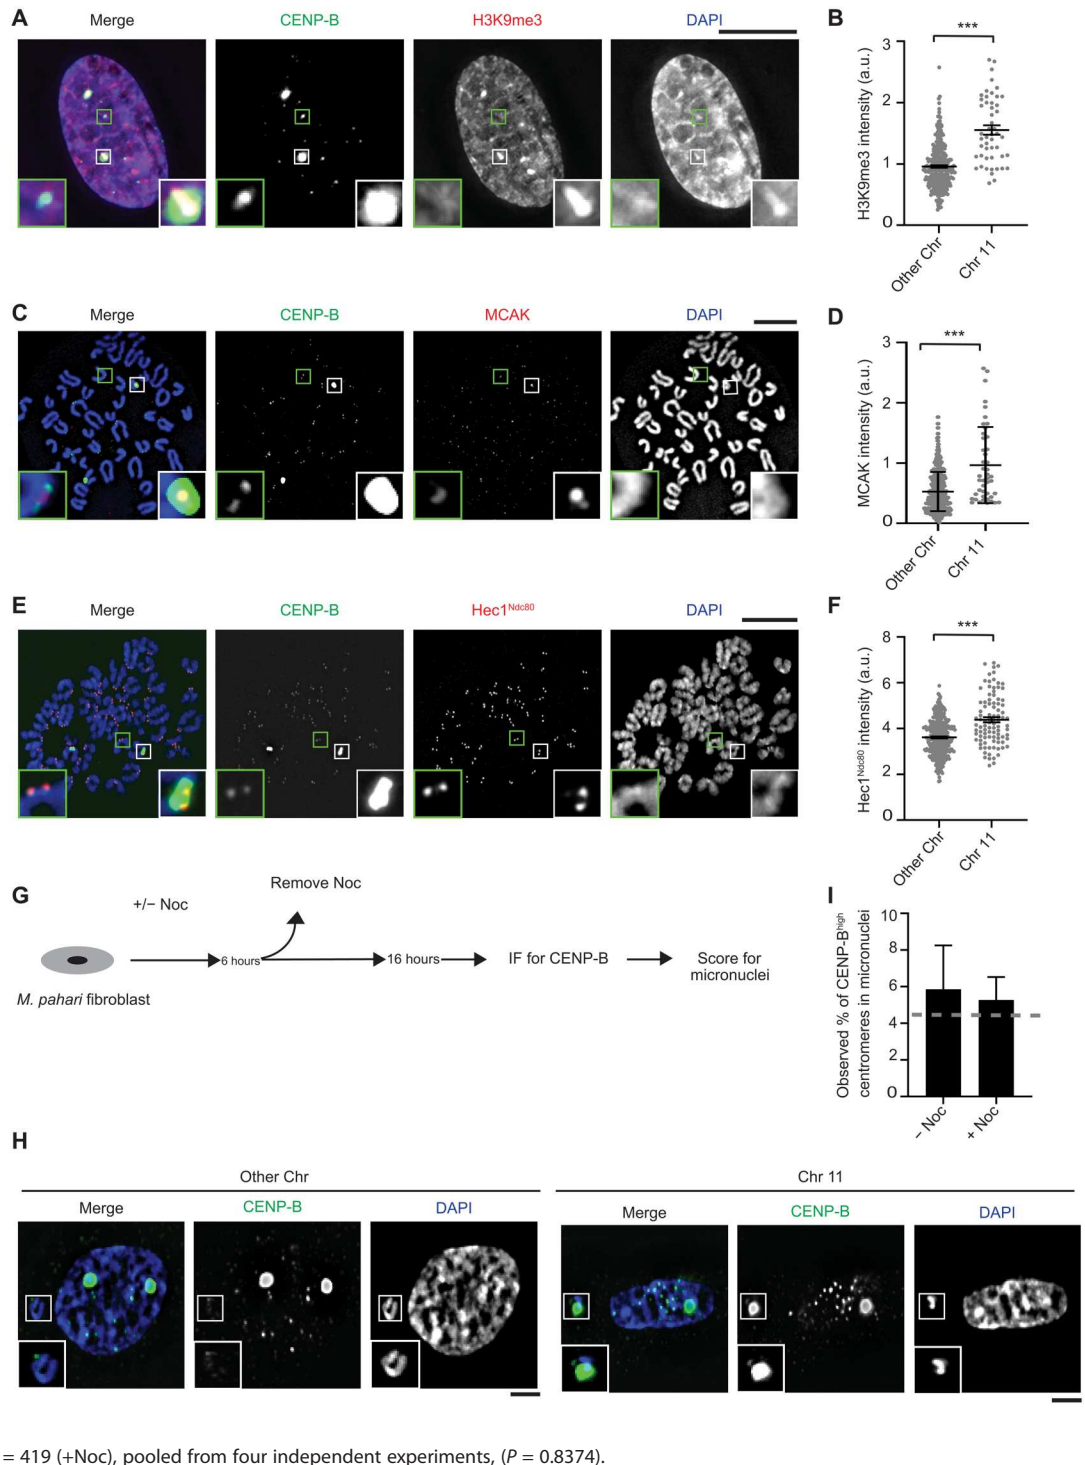 A
Merge CENP-B H3K9me3 DAPI
B
H3K9me3 intensity (a.u.)
***
3
2
1
0
Other Chr
Chr 11
C
Merge CENP-B MCAK DAPI
D
MCAK intensity (a.u.)
***
3
2
1
0
Other Chr
Chr 11
E
Merge CENP-B Hec1Ndc80 DAPI
F
Hec1Ndc80 intensity (a.u.)
***
8
6
4
2
0
Other Chr
Chr 11
G
+/− Noc
Remove Noc
6 hours
16 hours
IF for CENP-B
Score for
micronuclei
M. pahari fibroblast
I
Observed % of CENP-Bhigh
centromeres in micronuclei
10
8
6
4
2
0
− Noc
+ Noc
H
Other Chr
Merge CENP-B DAPI
Chr 11
Merge CENP-B DAPI
= 419 (+Noc), pooled from four independent experiments, (P = 0.8374).